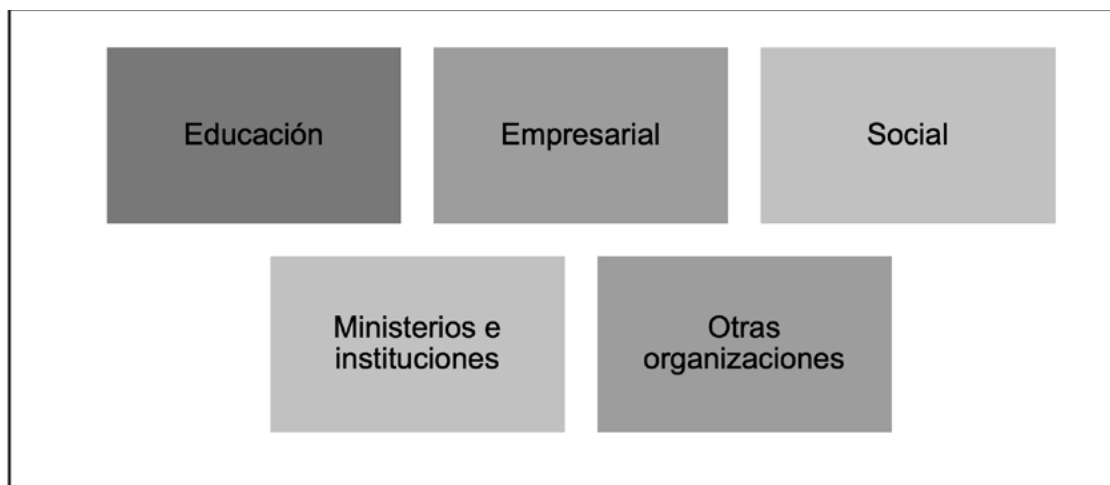 Educación
Empresarial
Social
Ministerios e
instituciones
Otras
organizaciones